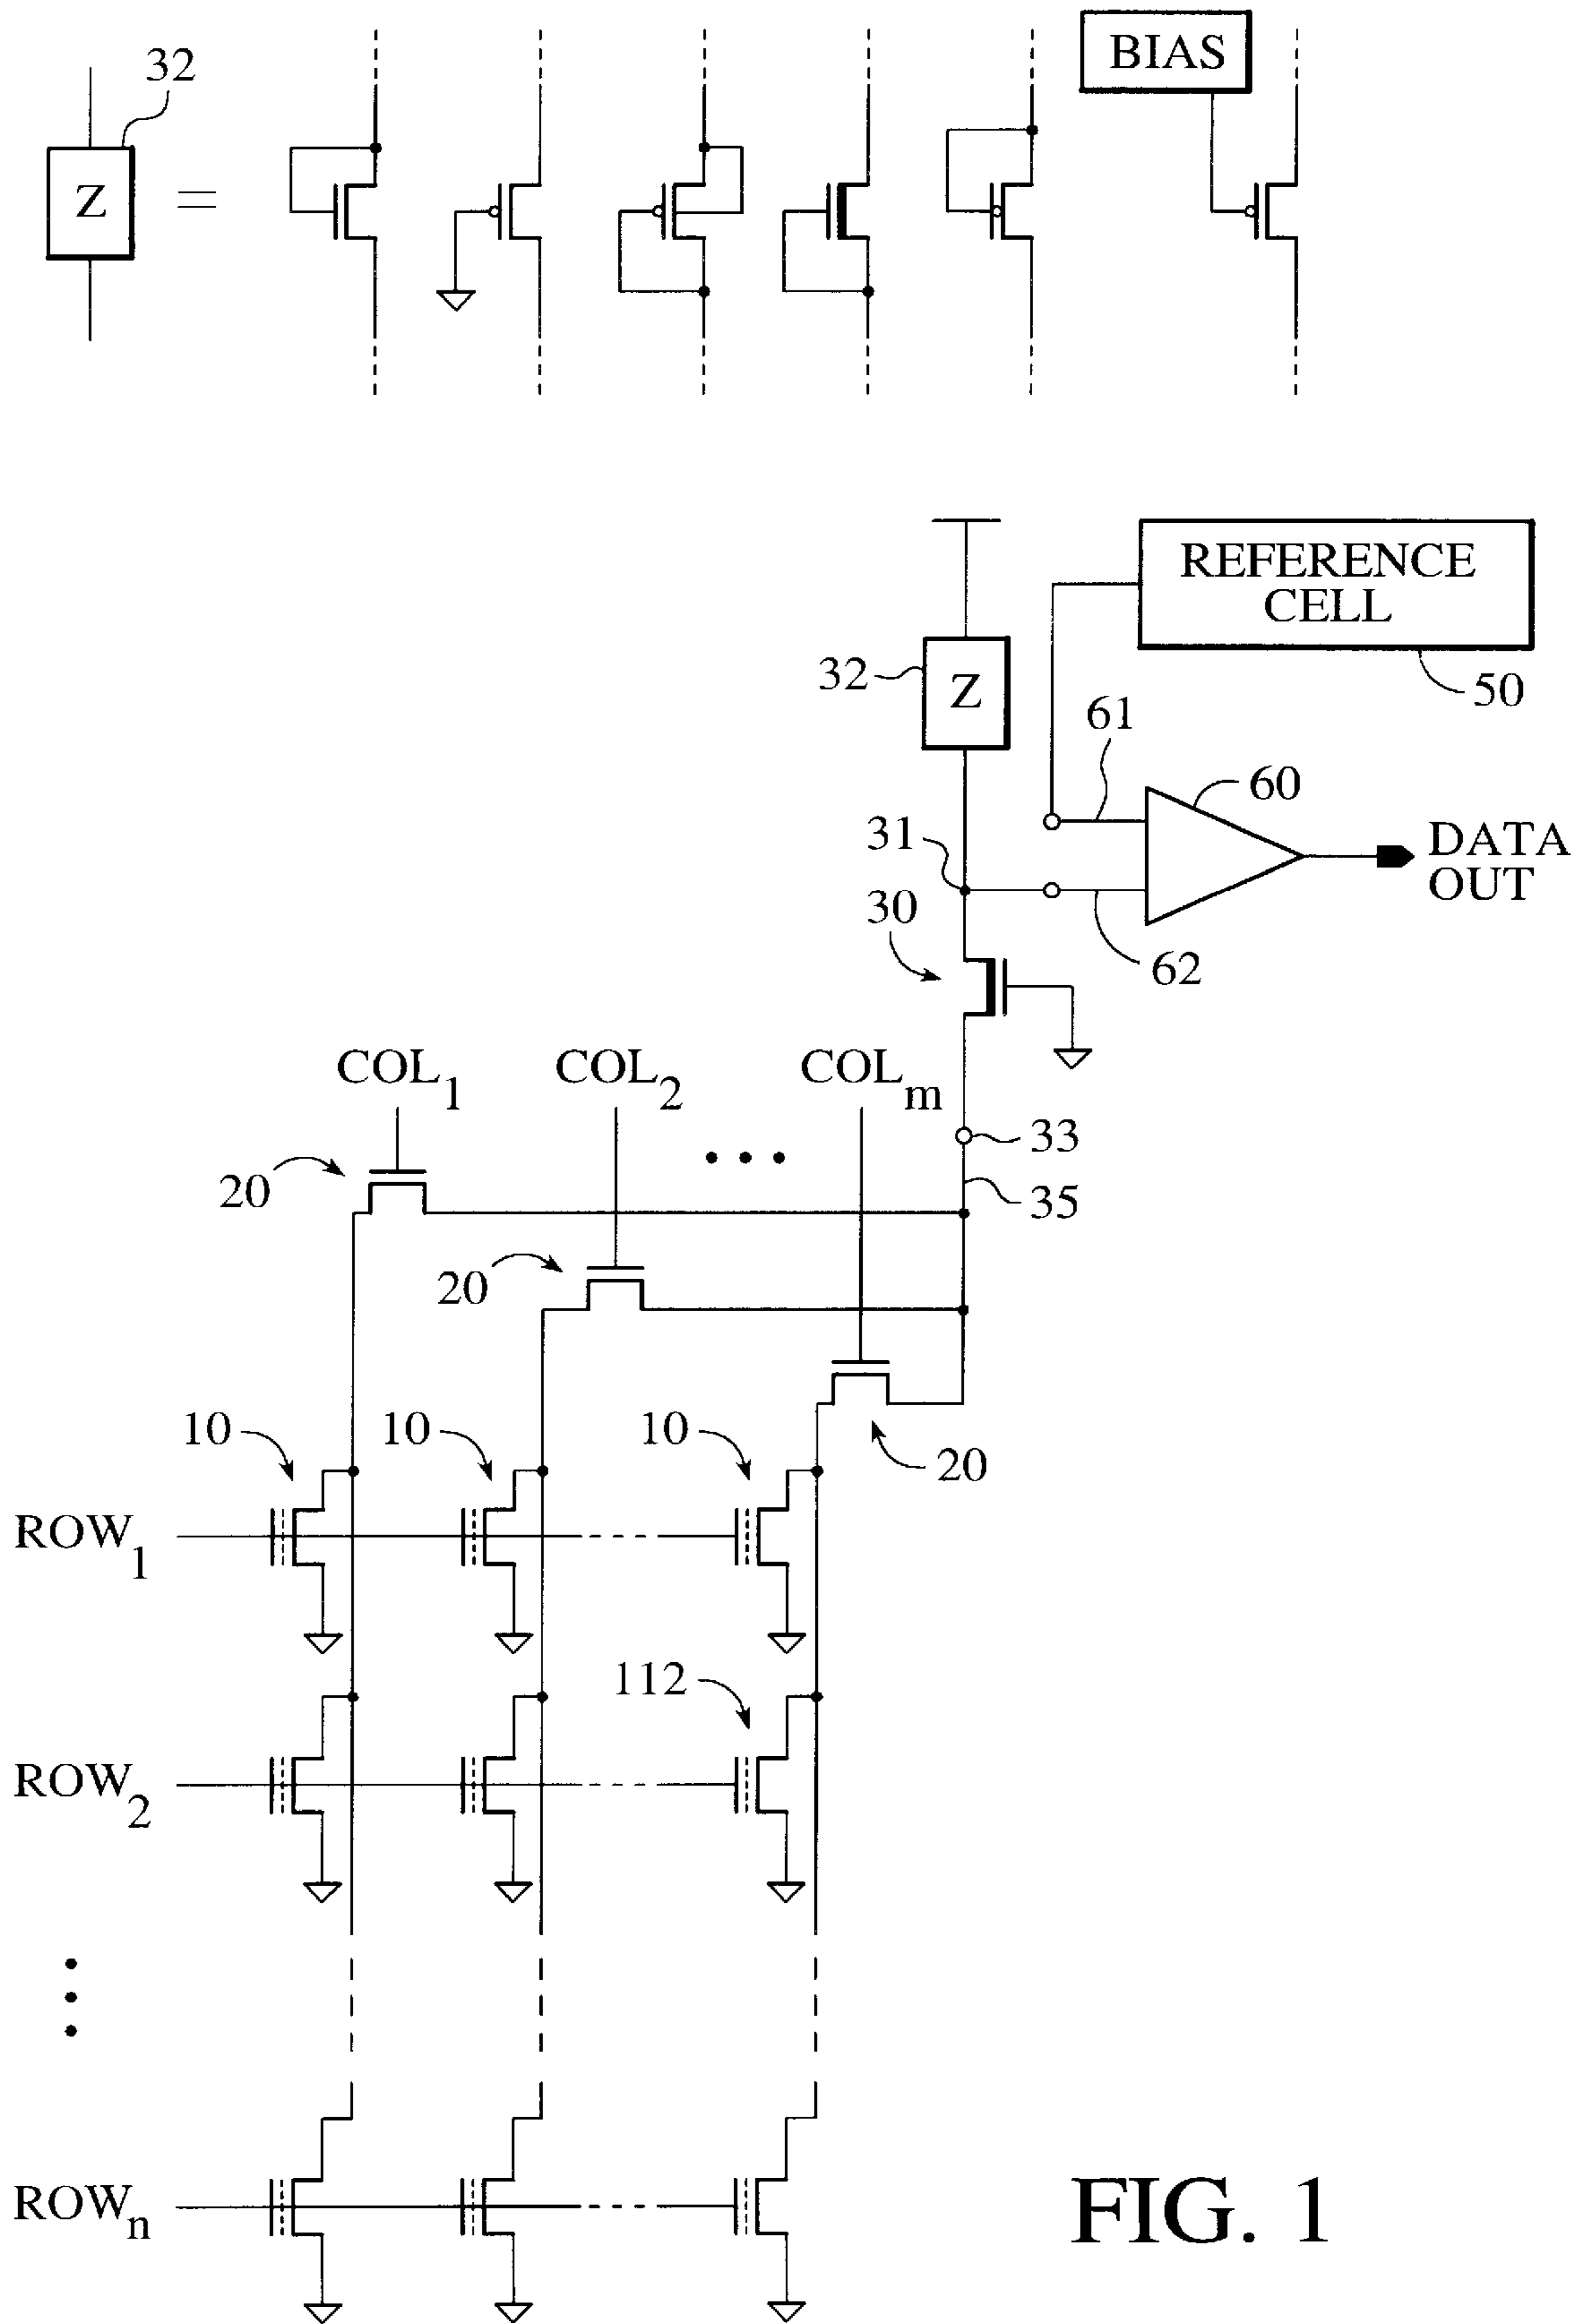 BIAS
32
Z
=
REFERENCE
CELL
32
Z
50
61
60
31
DATA
OUT
30
62
COL1
COL2
COLm
33
20
35
20
10
10
10
20
ROW1
112
ROW2
ROWn
FIG. 1